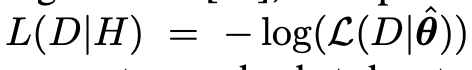 L(D|H) = − log(ℒ(D|θ̂))